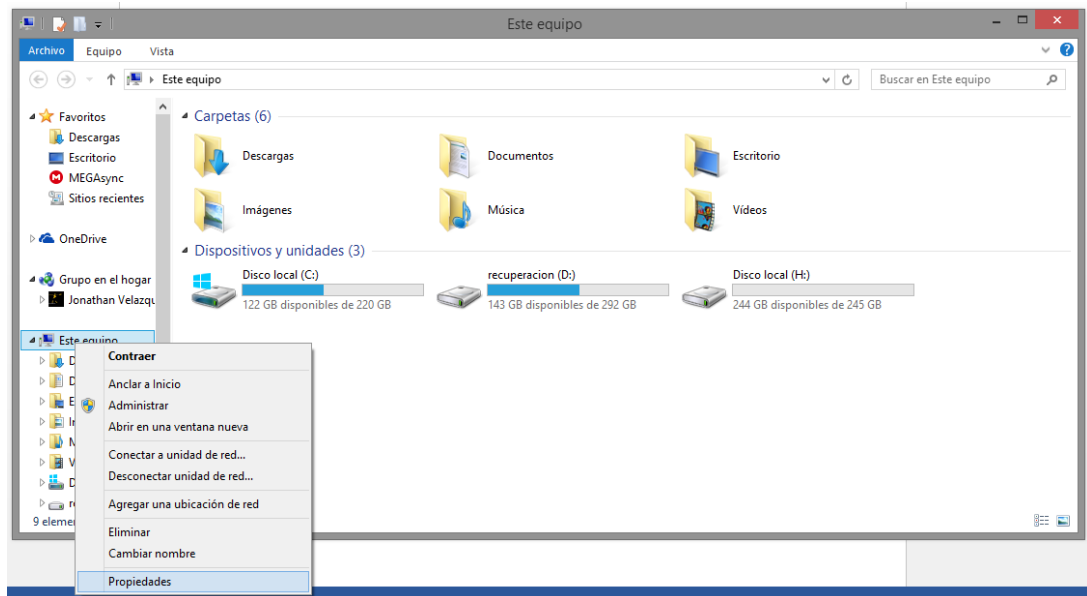 Este equipo
Archivo Equipo Vista
Este equipo
Buscar en Este equipo
Favoritos
Descargas
Escritorio
MEGAsync
Sitios recientes
OneDrive
Grupo en el hogar
Jonathan Velazqu
Este equipo
D
D
E
I
N
V
D
r
9 eleme
Carpetas (6)
Descargas Documentos Escritorio
Imágenes Música Vídeos
Dispositivos y unidades (3)
Disco local (C:) recuperacion (D:) Disco local (H:)
122 GB disponibles de 220 GB 143 GB disponibles de 292 GB 244 GB disponibles de 245 GB
Contraer
Anclar a Inicio
Administrar
Abrir en una ventana nueva
Conectar a unidad de red...
Desconectar unidad de red...
Agregar una ubicación de red
Eliminar
Cambiar nombre
Propiedades